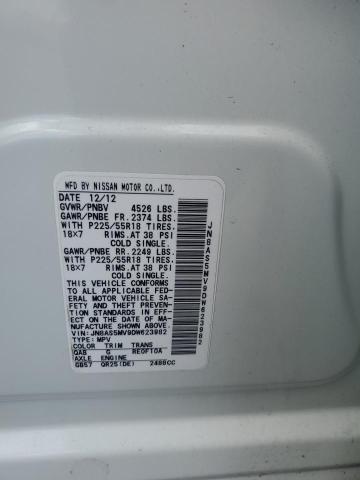 MFD BY NISSAN MOTOR CO.,LTD.
DATE 12/12
GVWR/PNBV 4526 LBS.
GAWR/PNBE FR. 2374 LBS.
WITH P225/55R18 TIRES.
18X7 RIMS.AT 38 PSI
COLD SINGLE.
GAWR/PNBE RR. 2249 LBS.
WITH P225/55R18 TIRES.
18X7 RIMS.AT 38 PSI
COLD SINGLE.
THIS VEHICLE CONFORMS
TO ALL APPLICABLE FED-
ERAL MOTOR VEHICLE
SAFETY AND THEFT PREV-
ENTION STANDARDS IN EFF-
ECT ON THE DATE OF MA-
NUFACTURE SHOWN ABOVE.
VIN:JN8AS5MV9DW623982
TYPE: MPV
COLOR TRIM TRANS
QAB G RE0F10A
AXLE ENGINE
GB57 QR25(DE) 2488CC
JN8AS5MV9DW623982